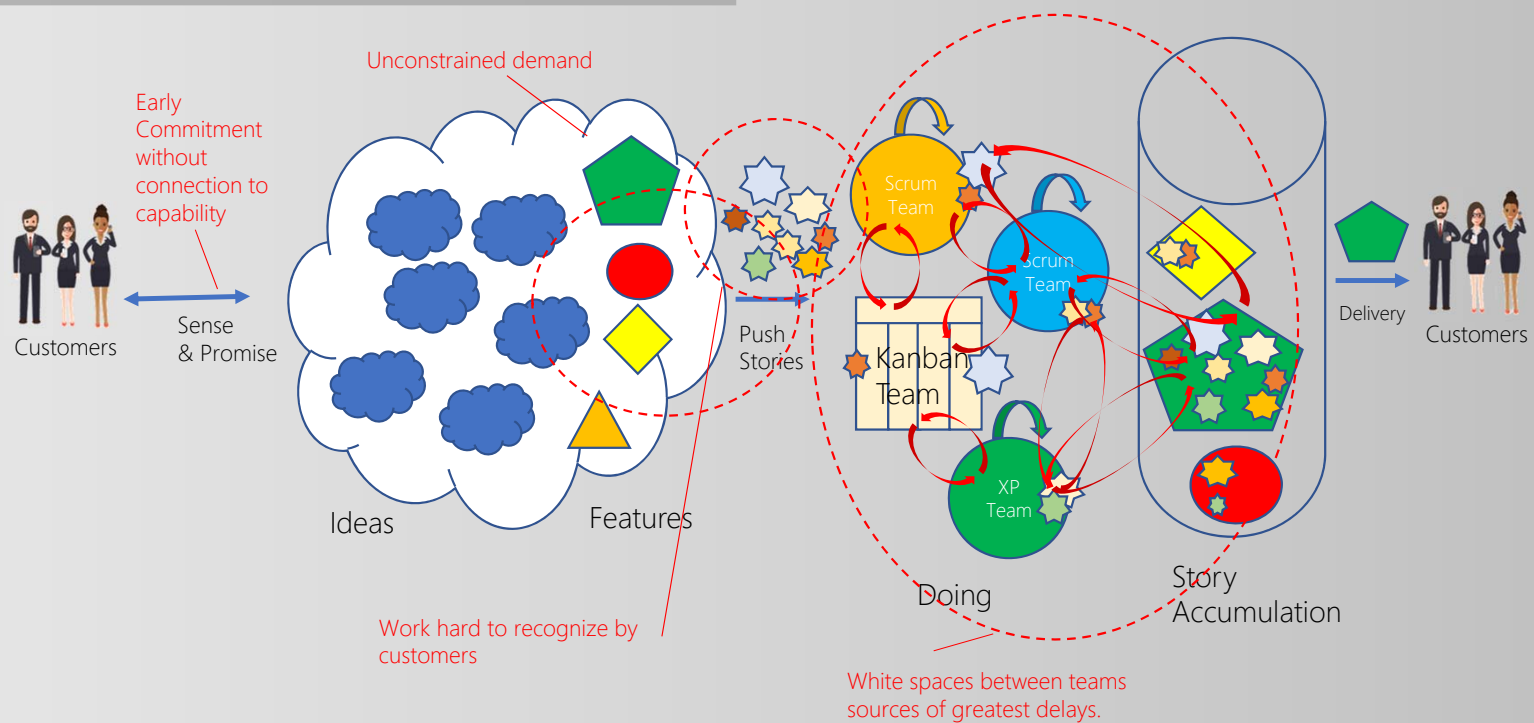 Unconstrained demand
Early
Commitment
without
connection to
capability
Customers
Sense
& Promise
Ideas
Features
Push
Stories
Scrum
Team
Scrum
Team
Kanban
Team
XP
Team
Doing
Story
Accumulation
Delivery
Customers
Work hard to recognize by
customers
White spaces between teams
sources of greatest delays.